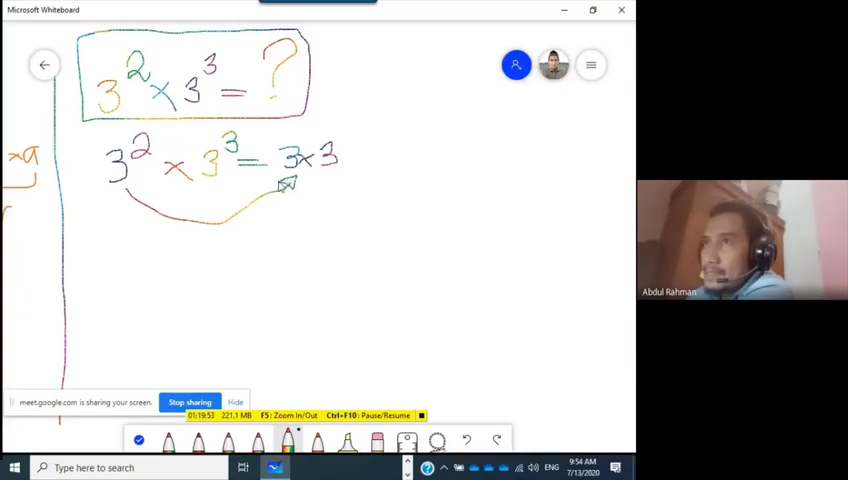 Microsoft Whiteboard
3² × 3³ = ?
×a
3² × 3³ = 3×3
r
Abdul Rahman
meet.google.com is sharing your screen. Stop sharing Hide
01:19:53 221.1 MB F5: Zoom In/Out Ctrl+F10: Pause/Resume
Type here to search
ENG
9:54 AM
7/13/2020